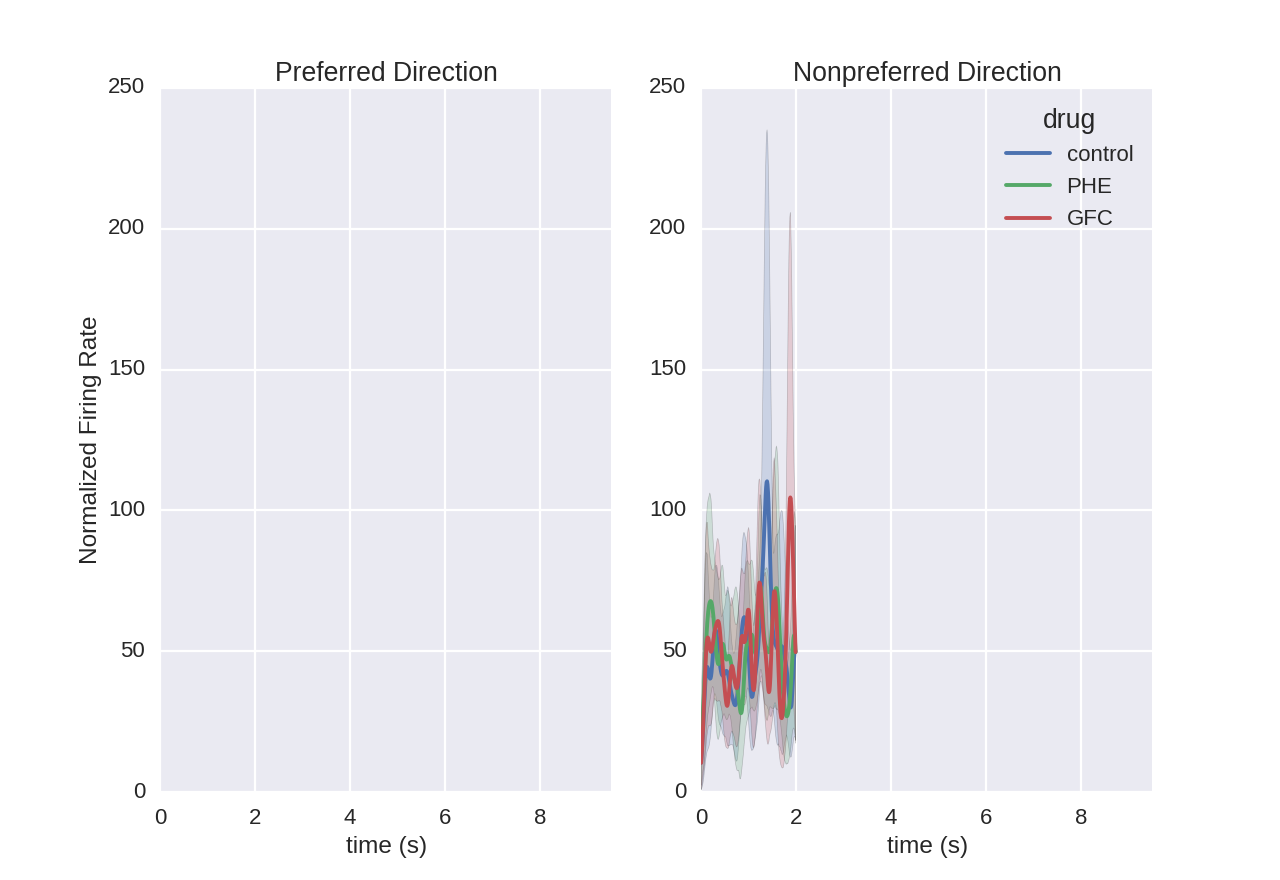 Preferred Direction
Nonpreferred Direction
250
200
150
100
50
0
Normalized Firing Rate
0 2 4 6 8
time (s)
250
200
150
100
50
0
drug
control
PHE
GFC
0 2 4 6 8
time (s)